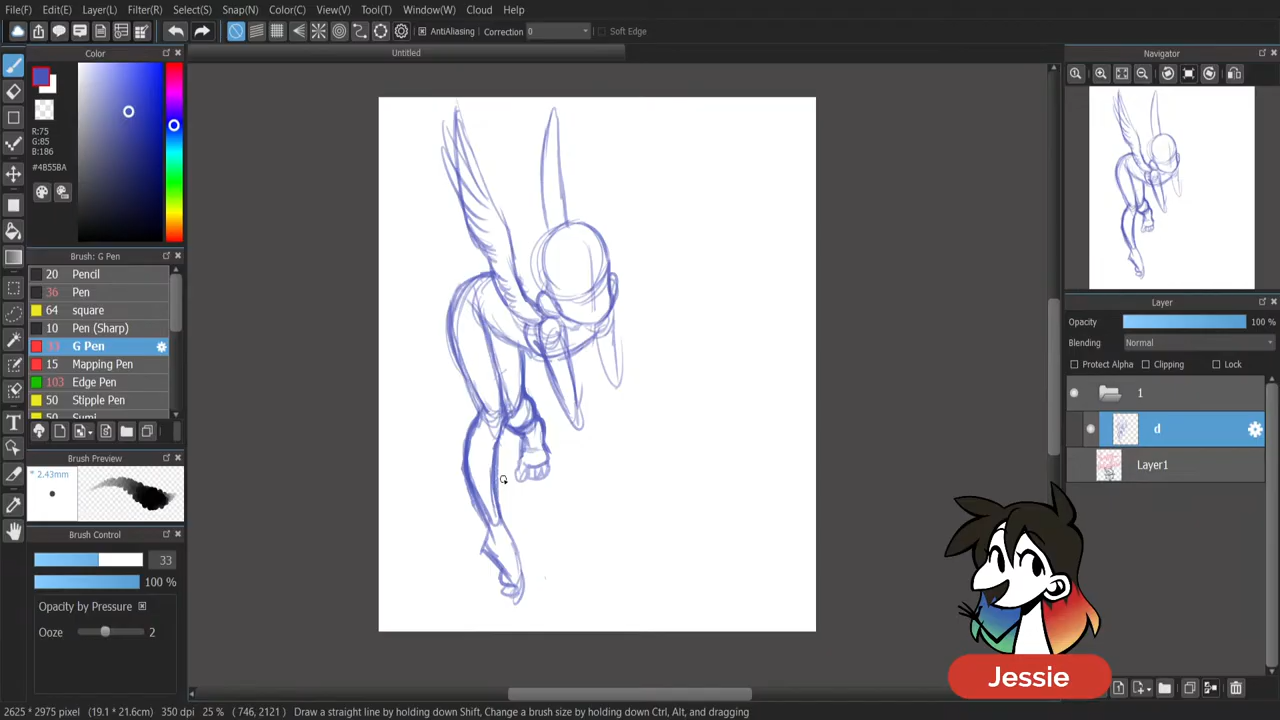 File(F) Edit(E) Layer(L) Filter(R) Select(S) Snap(N) Color(C) View(V) Tool(T) Window(W) Cloud Help
AntiAliasing Correction 0 Soft Edge
Color
Untitled
Navigator
R:75
G:85
B:186
#4B55BA
Brush: G Pen
20 Pencil
36 Pen
64 square
10 Pen (Sharp)
33 G Pen
15 Mapping Pen
103 Edge Pen
50 Stipple Pen
50 Sumi
Brush Preview
* 2.43mm
Brush Control
33
100 %
Opacity by Pressure
Ooze 2
Layer
Opacity 100 %
Blending Normal
Protect Alpha Clipping Lock
1
d
Layer1
Jessie
2625 * 2975 pixel (19.1 * 21.6cm) 350 dpi 25 % ( 746, 2121 ) Draw a straight line by holding down Shift, Change a brush size by holding down Ctrl, Alt, and dragging